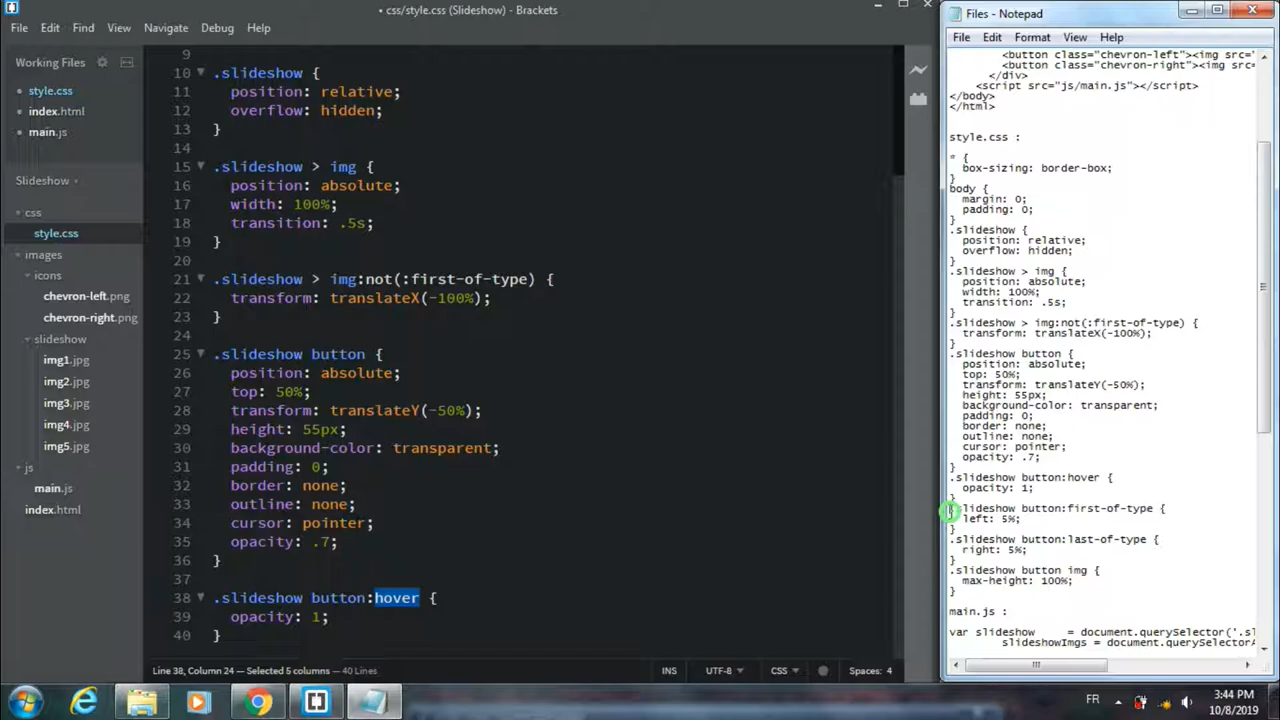 • css/style.css (Slideshow) - Brackets
File Edit Find View Navigate Debug Help
Working Files
style.css
index.html
main.js
Slideshow
css
style.css
images
icons
chevron-left.png
chevron-right.png
slideshow
img1.jpg
img2.jpg
img3.jpg
img4.jpg
img5.jpg
js
main.js
index.html
9
10 .slideshow {
11 position: relative;
12 overflow: hidden;
13 }
14
15 .slideshow > img {
16 position: absolute;
17 width: 100%;
18 transition: .5s;
19 }
20
21 .slideshow > img:not(:first-of-type) {
22 transform: translateX(-100%);
23 }
24
25 .slideshow button {
26 position: absolute;
27 top: 50%;
28 transform: translateY(-50%);
29 height: 55px;
30 background-color: transparent;
31 padding: 0;
32 border: none;
33 outline: none;
34 cursor: pointer;
35 opacity: .7;
36 }
37
38 .slideshow button:hover {
39 opacity: 1;
40 }
Line 38, Column 24 — Selected 5 columns — 40 Lines
INS UTF-8 CSS Spaces: 4
Files - Notepad
File Edit Format View Help
<button class="chevron-left"><img src='
<button class="chevron-right"><img src=
</div>
<script src="js/main.js"></script>
</body>
</html>
style.css :
* {
box-sizing: border-box;
}
body {
margin: 0;
padding: 0;
}
.slideshow {
position: relative;
overflow: hidden;
}
.slideshow > img {
position: absolute;
width: 100%;
transition: .5s;
}
.slideshow > img:not(:first-of-type) {
transform: translateX(-100%);
}
.slideshow button {
position: absolute;
top: 50%;
transform: translateY(-50%);
height: 55px;
background-color: transparent;
padding: 0;
border: none;
outline: none;
cursor: pointer;
opacity: .7;
}
.slideshow button:hover {
opacity: 1;
}
.slideshow button:first-of-type {
left: 5%;
}
.slideshow button:last-of-type {
right: 5%;
}
.slideshow button img {
max-height: 100%;
}
main.js :
var slideshow = document.querySelector('.sl
slideshowImgs = document.querySelectorA
FR
3:44 PM
10/8/2019